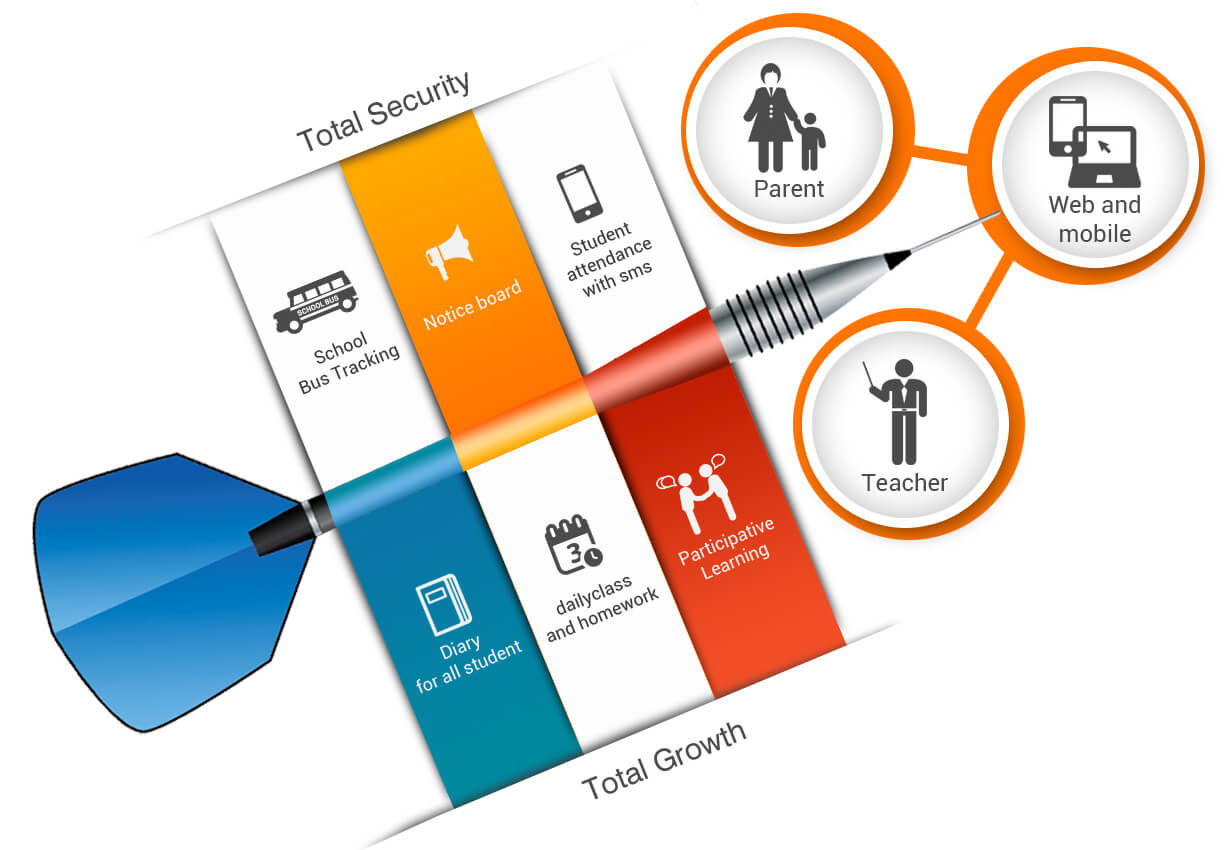 Total Security
SCHOOL BUS
School
Bus Tracking
Notice board
Student
attendance
with sms
Parent
Web and
mobile
Teacher
Diary
for all student
3
dailyclass
and homework
Participative
Learning
Total Growth